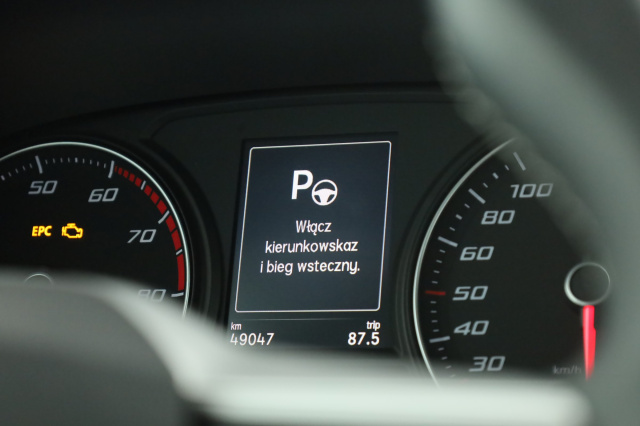 50
60
70
80
EPC
P
Włącz
kierunkowskaz
i bieg wsteczny.
km
trip
49047
87.5
100
80
60
50
40
30
km/h